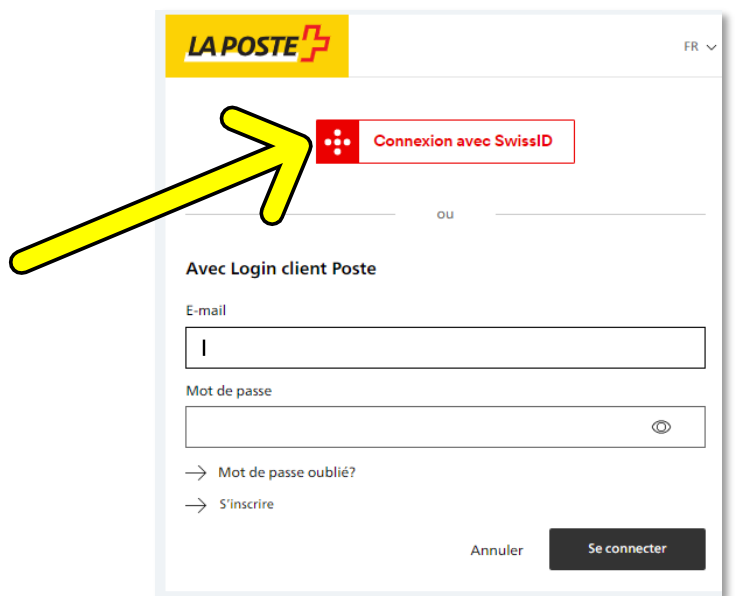 LA POSTE
FR
Connexion avec SwissID
ou
Avec Login client Poste
E-mail
Mot de passe
Mot de passe oublié?
S'inscrire
Annuler
Se connecter